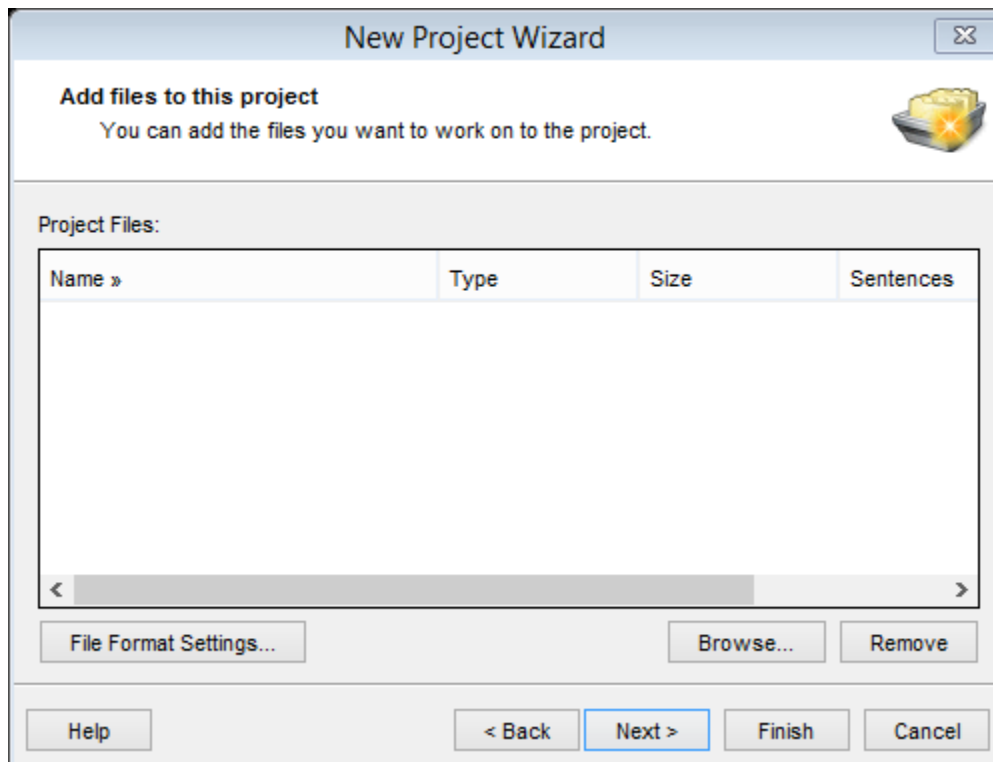 New Project Wizard
Add files to this project
You can add the files you want to work on to the project.
Project Files:
Name » Type Size Sentences
File Format Settings... Browse... Remove
Help < Back Next > Finish Cancel